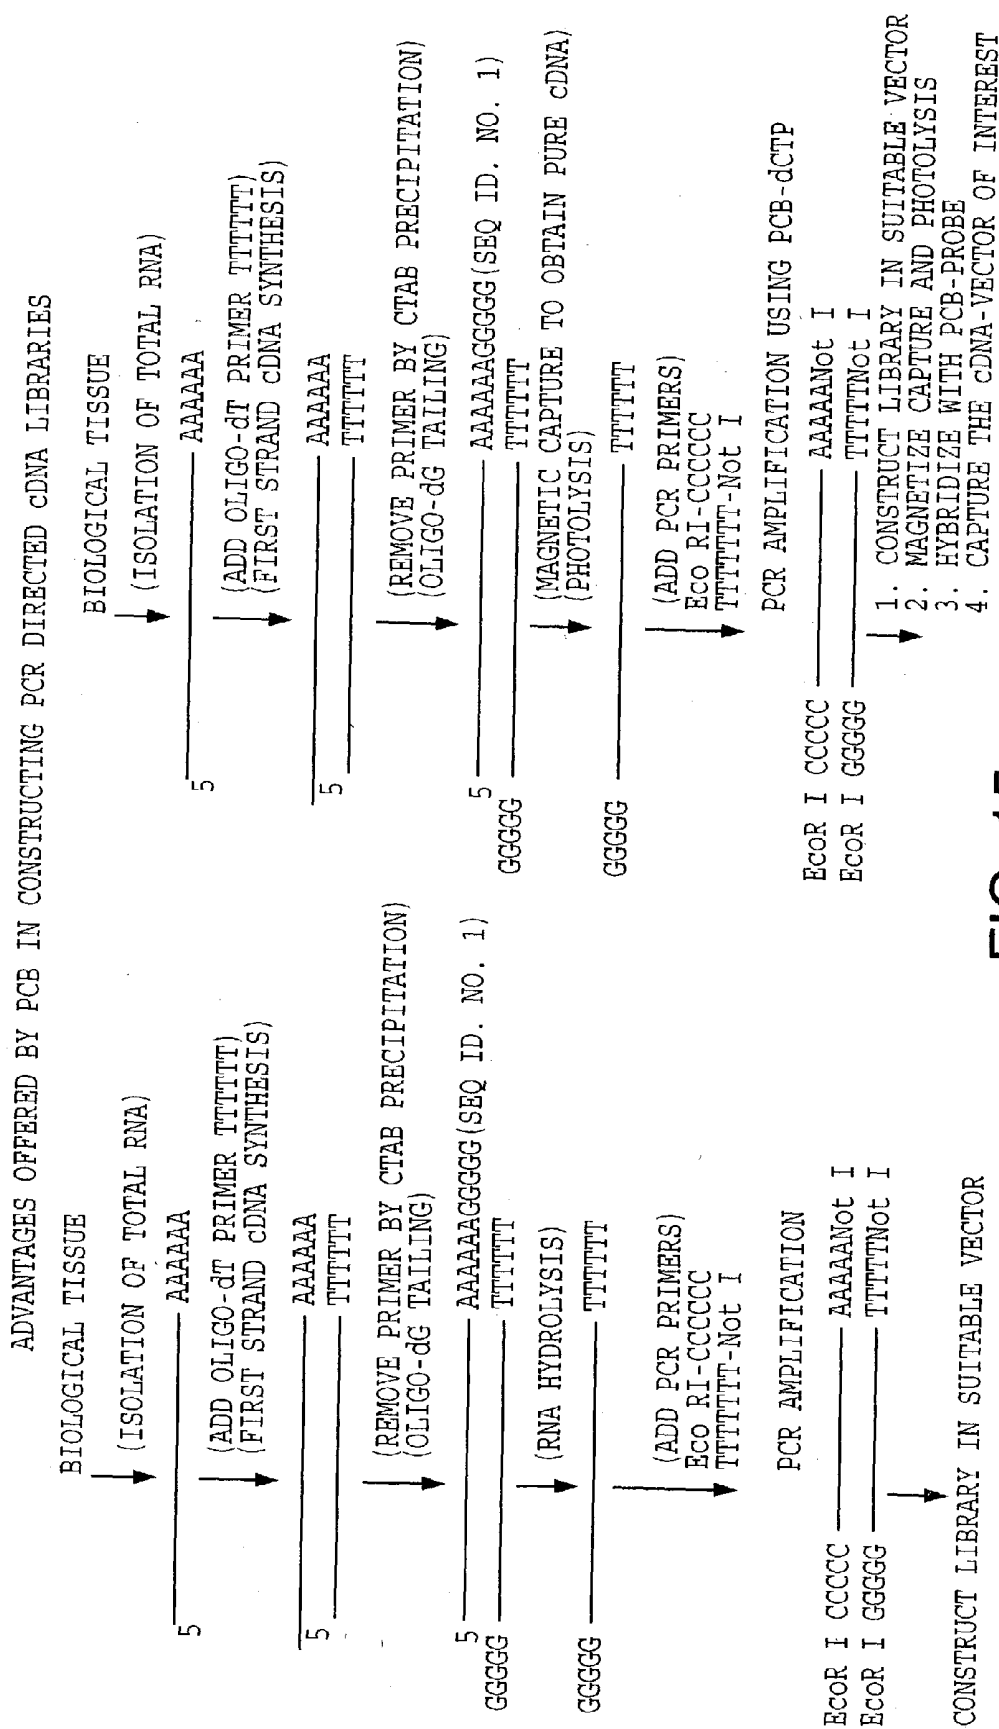 ADVANTAGES OFFERED BY PCB IN CONSTRUCTING PCR DIRECTED cDNA LIBRARIES
BIOLOGICAL TISSUE
(ISOLATION OF TOTAL RNA)
5 AAAAAA
(ADD OLIGO-dT PRIMER TTTTTT)
(FIRST STRAND cDNA SYNTHESIS)
5 AAAAAA
TTTTTT
(REMOVE PRIMER BY CTAB PRECIPITATION)
(OLIGO-dG TAILING)
5 AAAAAAGGGGG(SEQ ID. NO. 1)
GGGGG TTTTTT
(RNA HYDROLYSIS)
GGGGG TTTTTT
(ADD PCR PRIMERS)
Eco RI-CCCCCC
TTTTTTT-Not I
PCR AMPLIFICATION
EcoR I CCCCC AAAAANot I
EcoR I GGGGG TTTTTNot I
CONSTRUCT LIBRARY IN SUITABLE VECTOR
BIOLOGICAL TISSUE
(ISOLATION OF TOTAL RNA)
5 AAAAAA
(ADD OLIGO-dT PRIMER TTTTTT)
(FIRST STRAND cDNA SYNTHESIS)
5 AAAAAA
TTTTTT
(REMOVE PRIMER BY CTAB PRECIPITATION)
(OLIGO-dG TAILING)
5 AAAAAAGGGGG(SEQ ID. NO. 1)
GGGGG TTTTTT
(MAGNETIC CAPTURE TO OBTAIN PURE cDNA)
(PHOTOLYSIS)
GGGGG TTTTTT
(ADD PCR PRIMERS)
Eco RI-CCCCCC
TTTTTTT-Not I
PCR AMPLIFICATION USING PCB-dCTP
EcoR I CCCCC AAAAANot I
EcoR I GGGGG TTTTTNot I
1. CONSTRUCT LIBRARY IN SUITABLE VECTOR
2. MAGNETIZE CAPTURE AND PHOTOLYSIS
3. HYBRIDIZE WITH PCB-PROBE
4. CAPTURE THE cDNA-VECTOR OF INTEREST